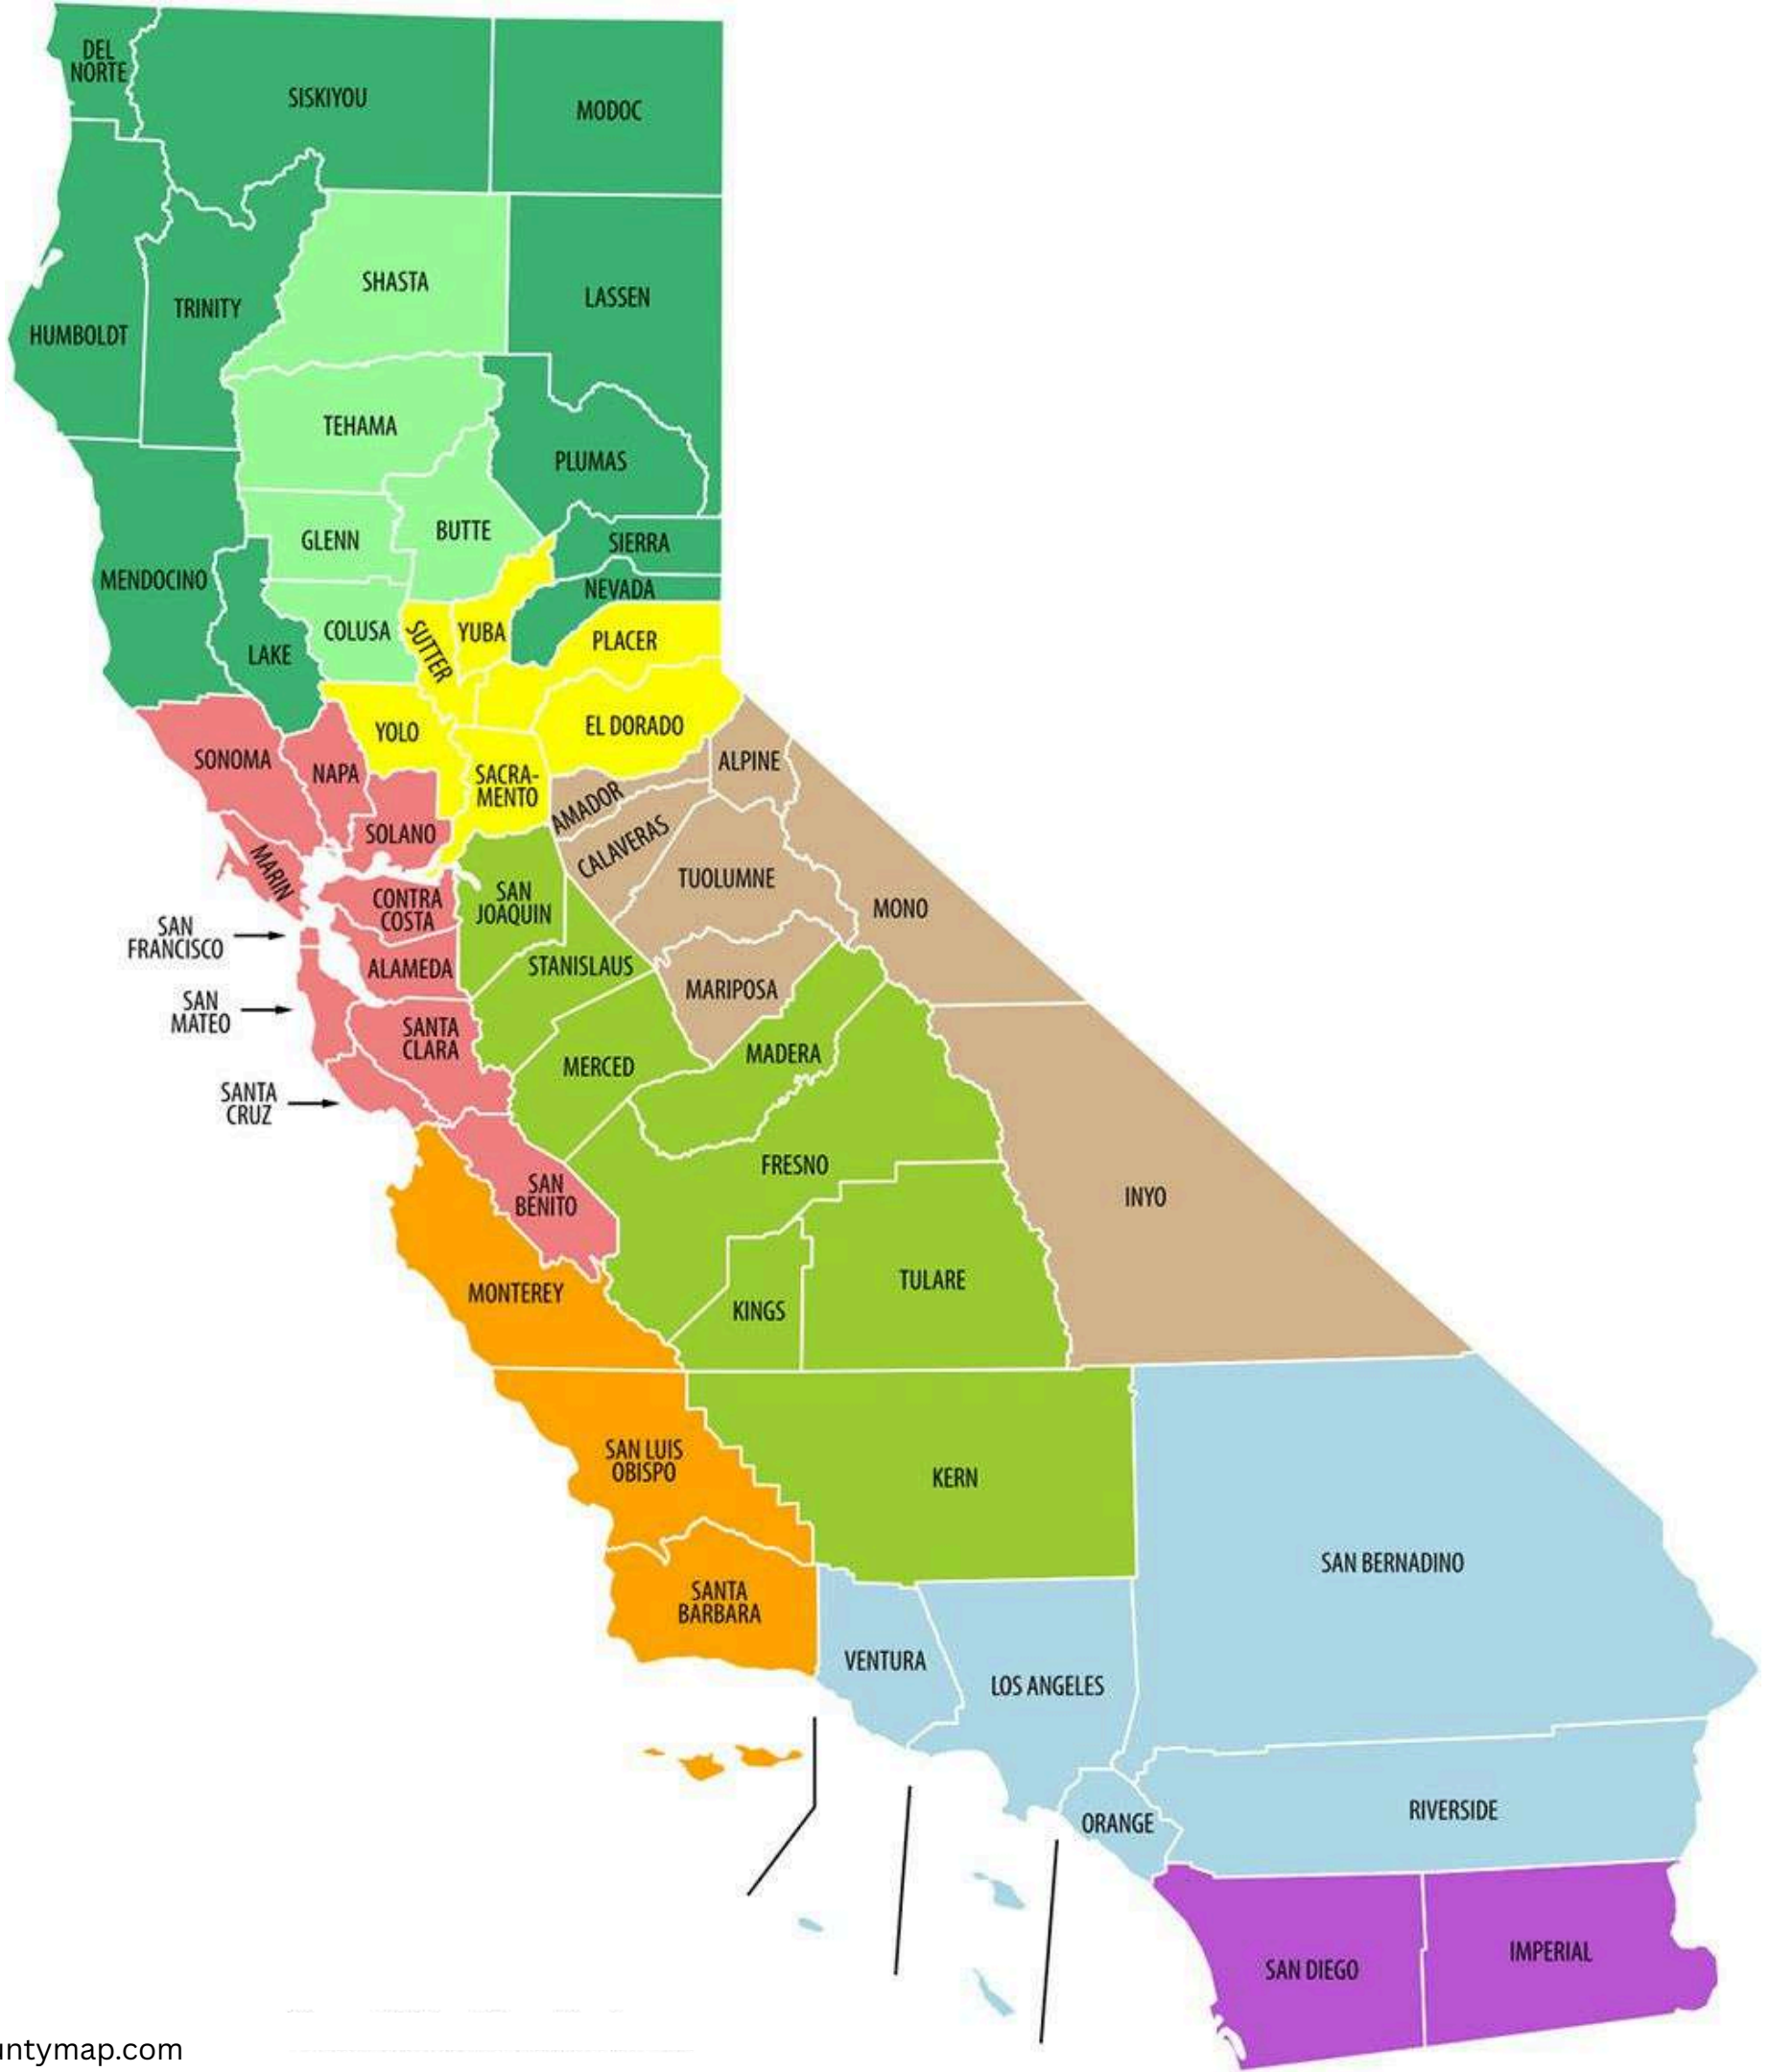 DEL
NORTE
SISKIYOU
MODOC
SHASTA
LASSEN
TRINITY
HUMBOLDT
TEHAMA
PLUMAS
BUTTE
GLENN
SIERRA
MENDOCINO
NEVADA
COLUSA
SUTTER
YUBA
PLACER
LAKE
YOLO
EL DORADO
SONOMA
NAPA
SACRA-
MENTO
ALPINE
AMADOR
SOLANO
CALAVERAS
MARIN
TUOLUMNE
CONTRA
COSTA
SAN
JOAQUIN
MONO
SAN
FRANCISCO
ALAMEDA
STANISLAUS
MARIPOSA
SAN
MATEO
SANTA
CLARA
MERCED
MADERA
SANTA
CRUZ
FRESNO
SAN
BENITO
INYO
MONTEREY
KINGS
TULARE
SAN LUIS
OBISPO
KERN
SAN BERNADINO
SANTA
BARBARA
VENTURA
LOS ANGELES
ORANGE
RIVERSIDE
SAN DIEGO
IMPERIAL
untymap.com